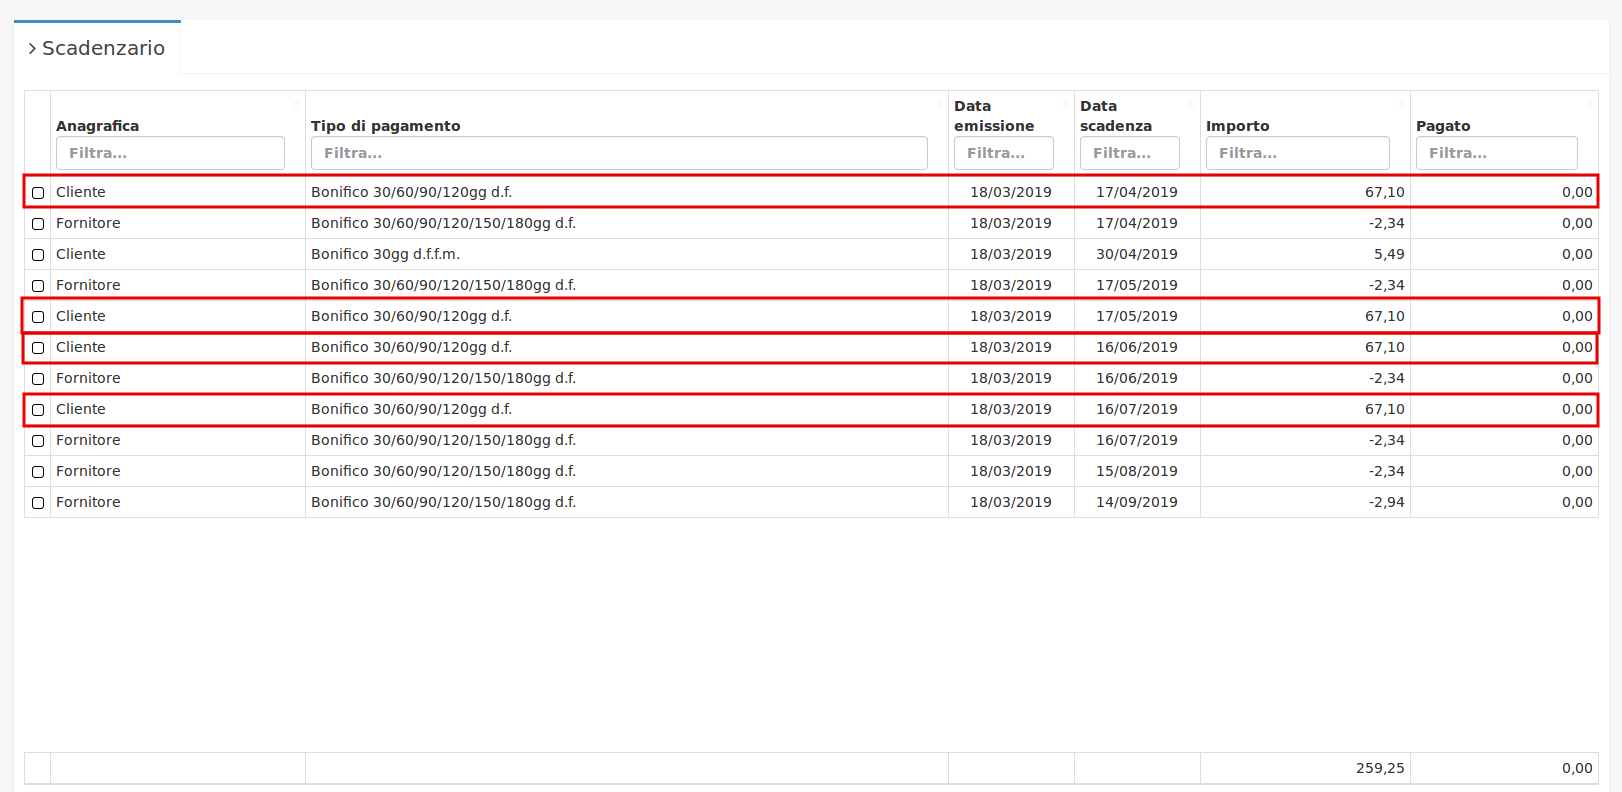 Scadenzario
Anagrafica Tipo di pagamento Data emissione Data scadenza Importo Pagato
Filtra... Filtra... Filtra... Filtra... Filtra... Filtra...
Cliente Bonifico 30/60/90/120gg d.f. 18/03/2019 17/04/2019 67,10 0,00
Fornitore Bonifico 30/60/90/120/150/180gg d.f. 18/03/2019 17/04/2019 -2,34 0,00
Cliente Bonifico 30gg d.f.f.m. 18/03/2019 30/04/2019 5,49 0,00
Fornitore Bonifico 30/60/90/120/150/180gg d.f. 18/03/2019 17/05/2019 -2,34 0,00
Cliente Bonifico 30/60/90/120gg d.f. 18/03/2019 17/05/2019 67,10 0,00
Cliente Bonifico 30/60/90/120gg d.f. 18/03/2019 16/06/2019 67,10 0,00
Fornitore Bonifico 30/60/90/120/150/180gg d.f. 18/03/2019 16/06/2019 -2,34 0,00
Cliente Bonifico 30/60/90/120gg d.f. 18/03/2019 16/07/2019 67,10 0,00
Fornitore Bonifico 30/60/90/120/150/180gg d.f. 18/03/2019 16/07/2019 -2,34 0,00
Fornitore Bonifico 30/60/90/120/150/180gg d.f. 18/03/2019 15/08/2019 -2,34 0,00
Fornitore Bonifico 30/60/90/120/150/180gg d.f. 18/03/2019 14/09/2019 -2,94 0,00
259,25 0,00